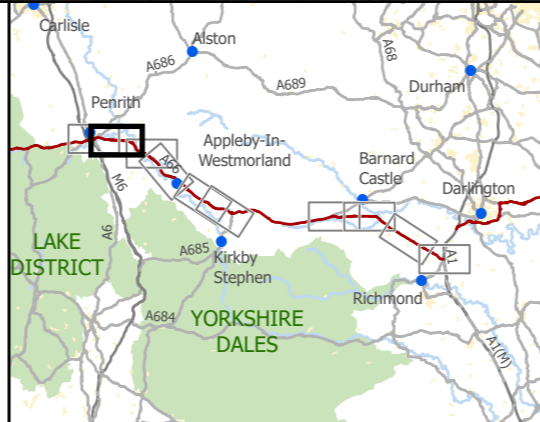 Carlisle
Alston
A68
A686
A689
Durham
Penrith
Appleby-In-
Westmorland
Barnard
Castle
A66
M6
Darlington
LAKE
DISTRICT
A6
A685
Kirkby
Stephen
A1
Richmond
A684
YORKSHIRE
DALES
A1(M)